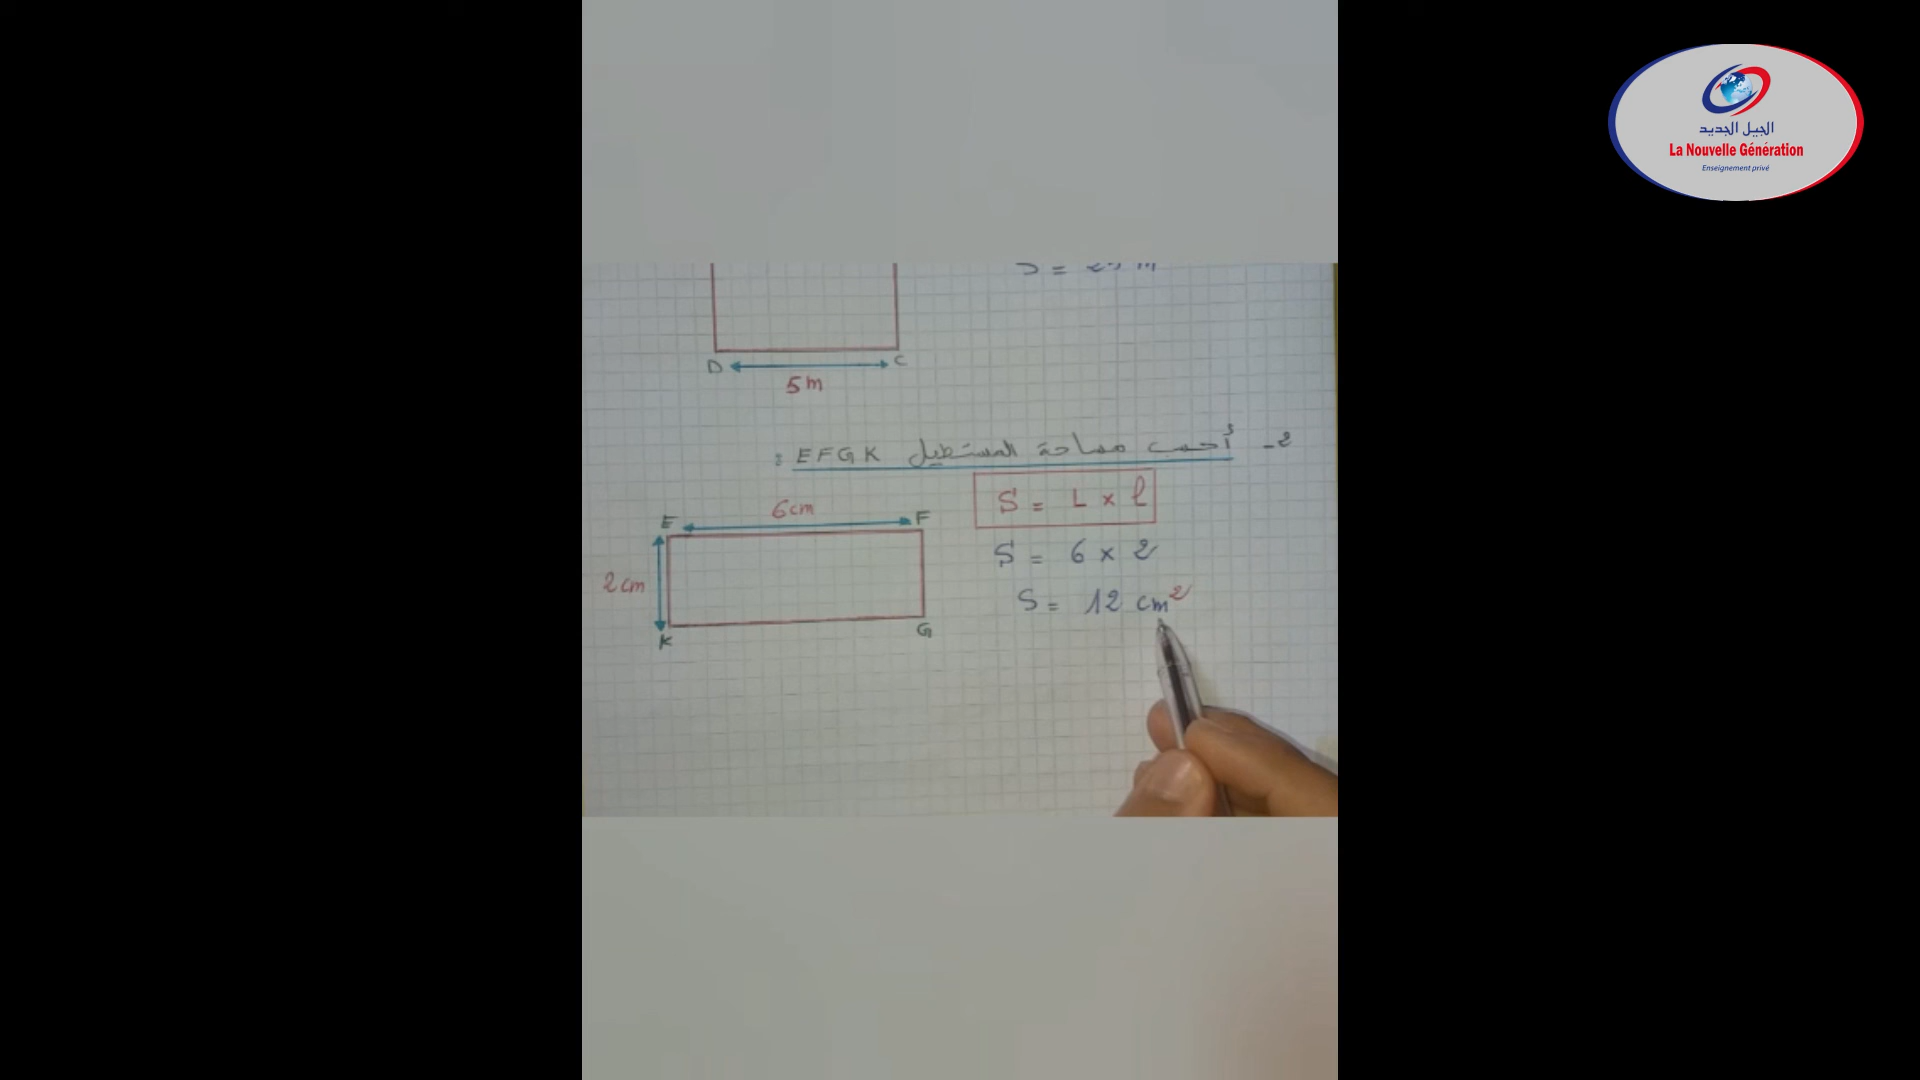 الجيل الجديد
La Nouvelle Génération
Enseignement privé
D
C
5m
2- أحسب مساحة المستطيل EFGK :
6cm
E
F
2cm
K
G
S = L × l
S = 6 × 2
S = 12 cm²